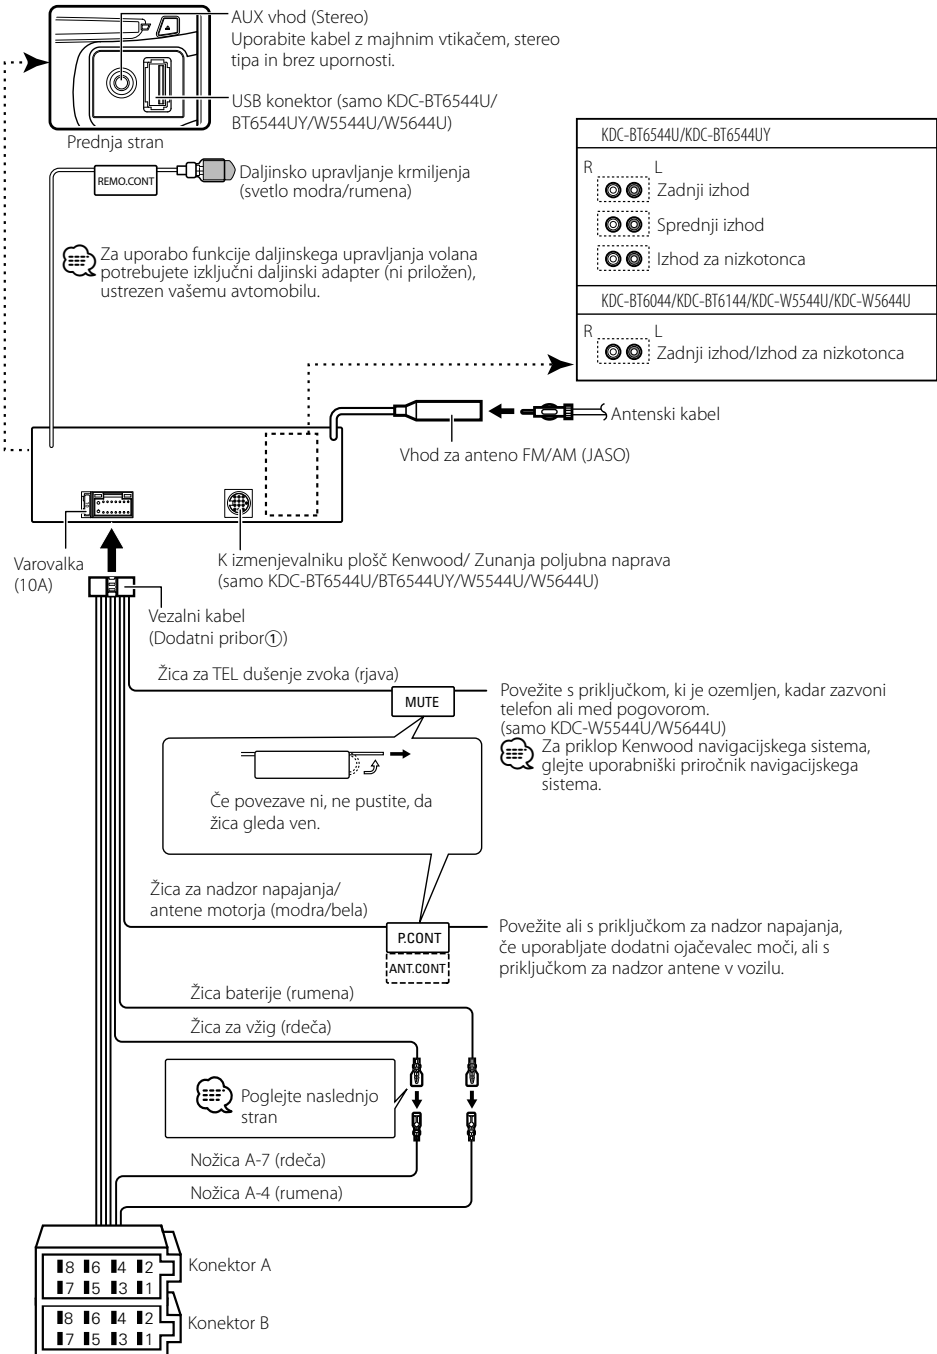 AUX vhod (Stereo)
Uporabite kabel z majhnim vtikačem, stereo
tipa in brez upornosti.
USB konektor (samo KDC-BT6544U/
BT6544UY/W5544U/W5644U)
Prednja stran
REMO.CONT
Daljinsko upravljanje krmiljenja
(svetlo modra/rumena)
Za uporabo funkcije daljinskega upravljanja volana
potrebujete izključni daljinski adapter (ni priložen),
ustrezen vašemu avtomobilu.
KDC-BT6544U/KDC-BT6544UY
R L
Zadnji izhod
Sprednji izhod
Izhod za nizkotonca
KDC-BT6044/KDC-BT6144/KDC-W5544U/KDC-W5644U
R L
Zadnji izhod/Izhod za nizkotonca
Antenski kabel
Vhod za anteno FM/AM (JASO)
Varovalka
(10A)
K izmenjevalniku plošč Kenwood/ Zunanja poljubna naprava
(samo KDC-BT6544U/BT6544UY/W5544U/W5644U)
Vezalni kabel
(Dodatni pribor①)
Žica za TEL dušenje zvoka (rjava)
MUTE
Povežite s priključkom, ki je ozemljen, kadar zazvoni
telefon ali med pogovorom.
(samo KDC-W5544U/W5644U)
Za priklop Kenwood navigacijskega sistema,
glejte uporabniški priročnik navigacijskega
sistema.
Če povezave ni, ne pustite, da
žica gleda ven.
Žica za nadzor napajanja/
antene motorja (modra/bela)
P.CONT
ANT.CONT
Povežite ali s priključkom za nadzor napajanja,
če uporabljate dodatni ojačevalec moči, ali s
priključkom za nadzor antene v vozilu.
Žica baterije (rumena)
Žica za vžig (rdeča)
Poglejte naslednjo
stran
Nožica A-7 (rdeča)
Nožica A-4 (rumena)
8 6 4 2
7 5 3 1
Konektor A
8 6 4 2
7 5 3 1
Konektor B